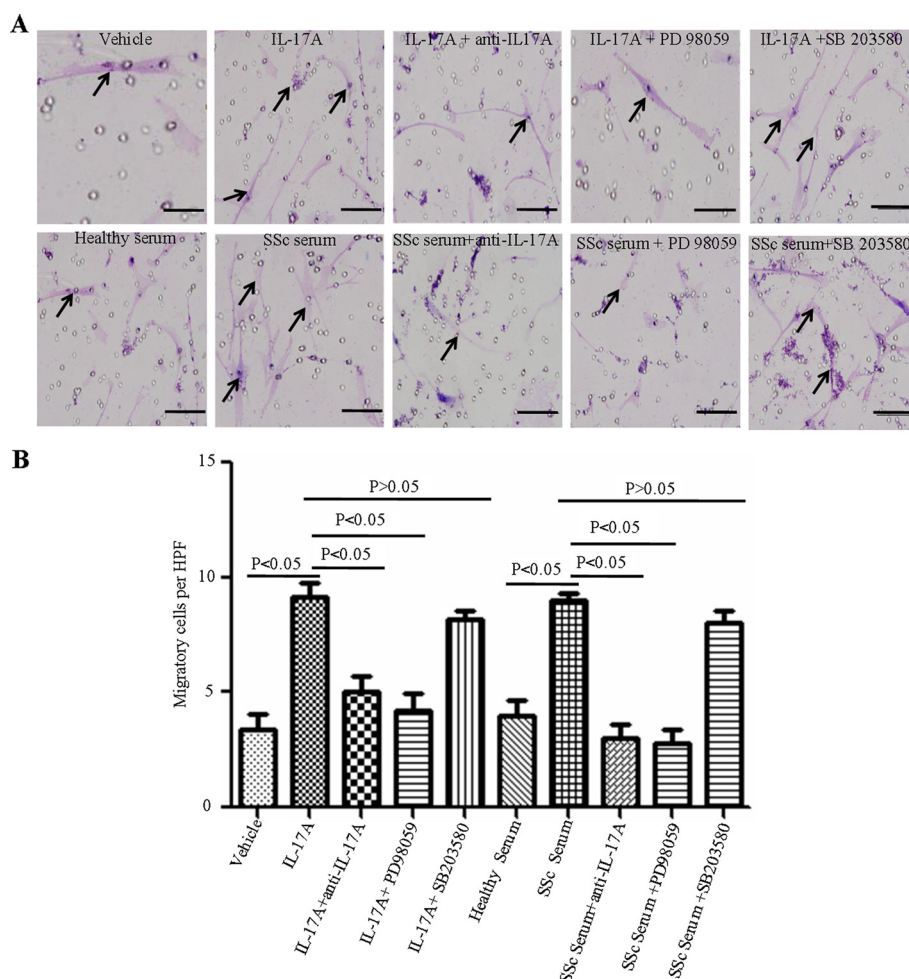 A
Vehicle
IL-17A
IL-17A + anti-IL17A
IL-17A + PD 98059
IL-17A +SB 203580
Healthy serum
SSc serum
SSc serum+anti-IL-17A
SSc serum + PD 98059
SSc serum+SB 203580
B
15
10
5
0
Migratory cells per HPF
P>0.05
P<0.05
P<0.05
P<0.05
P>0.05
P<0.05
P<0.05
P<0.05
Vehicle
IL-17A
IL-17A+anti-IL-17A
IL-17A+ PD98059
IL-17A+ SB203580
Healthy Serum
SSc Serum
SSc Serum+anti-IL-17A
SSc Serum +PD98059
SSc Serum +SB203580